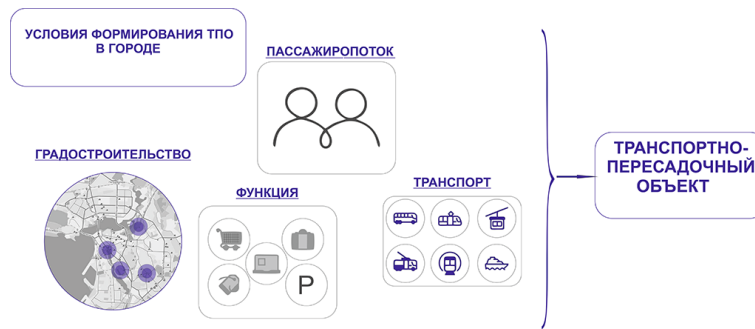 УСЛОВИЯ ФОРМИРОВАНИЯ ТПО
В ГОРОДЕ
ПАССАЖИРОПОТОК
ГРАДОСТРОИТЕЛЬСТВО
ФУНКЦИЯ
P
ТРАНСПОРТ
ТРАНСПОРТНО-
ПЕРЕСАДОЧНЫЙ
ОБЪЕКТ